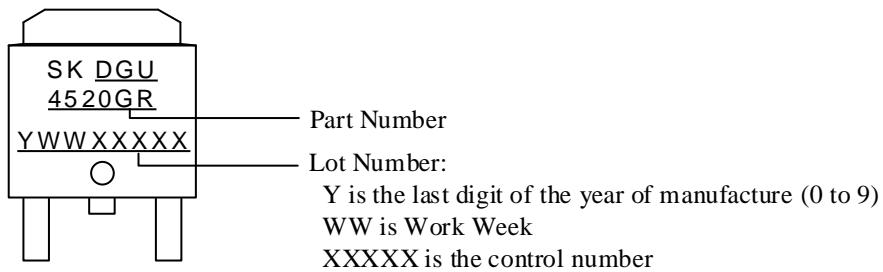 SK DGU
4520GR
YWWXXXXX
Part Number
Lot Number:
Y is the last digit of the year of manufacture (0 to 9)
WW is Work Week
XXXXX is the control number